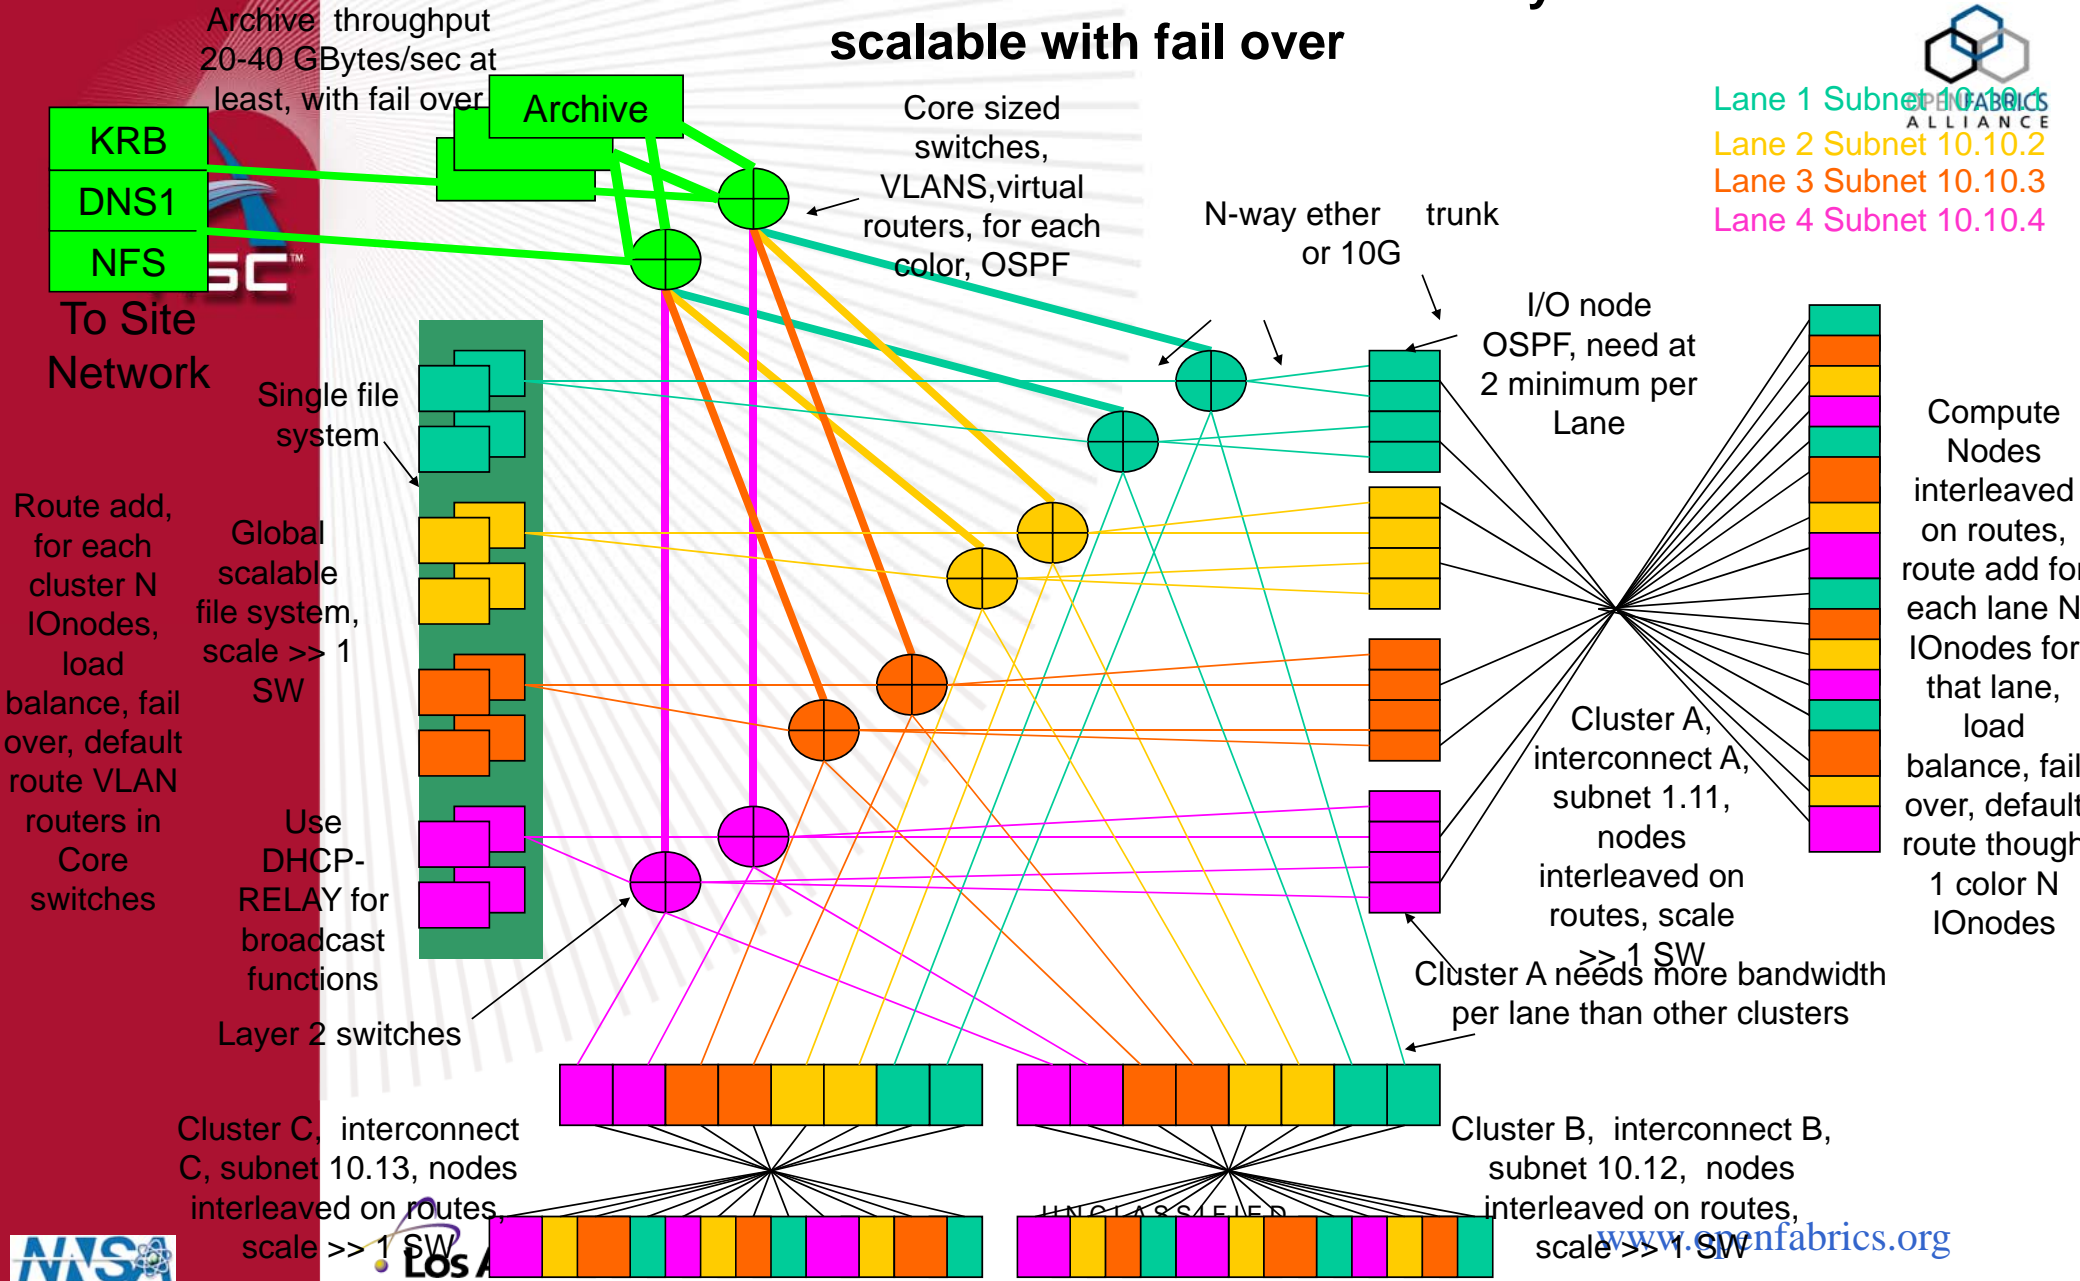 scalable with fail over
Archive throughput
20-40 GBytes/sec at
least, with fail over
Archive
KRB
DNS1
NFS
To Site
Network
Core sized
switches,
VLANS,virtual
routers, for each
color, OSPF
N-way ether trunk
or 10G
Lane 1 Subnet 10.10.1
OPENFABRICS
ALLIANCE
Lane 2 Subnet 10.10.2
Lane 3 Subnet 10.10.3
Lane 4 Subnet 10.10.4
I/O node
OSPF, need at
2 minimum per
Lane
SC™
Single file
system
Global
scalable
file system,
scale >> 1
SW
Use
DHCP-
RELAY for
broadcast
functions
Layer 2 switches
Route add,
for each
cluster N
IOnodes,
load
balance, fail
over, default
route VLAN
routers in
Core
switches
Compute
Nodes
interleaved
on routes,
route add for
each lane N
IOnodes for
that lane,
load
balance, fail
over, default
route though
1 color N
IOnodes
Cluster A,
interconnect A,
subnet 1.11,
nodes
interleaved on
routes, scale
>> 1 SW
Cluster A needs more bandwidth
per lane than other clusters
Cluster C, interconnect
C, subnet 10.13, nodes
interleaved on routes,
scale >> 1 SW
Cluster B, interconnect B,
subnet 10.12, nodes
interleaved on routes,
scale >> 1 SW
UNCLASSIFIED
www.openfabrics.org
NNSA
Los